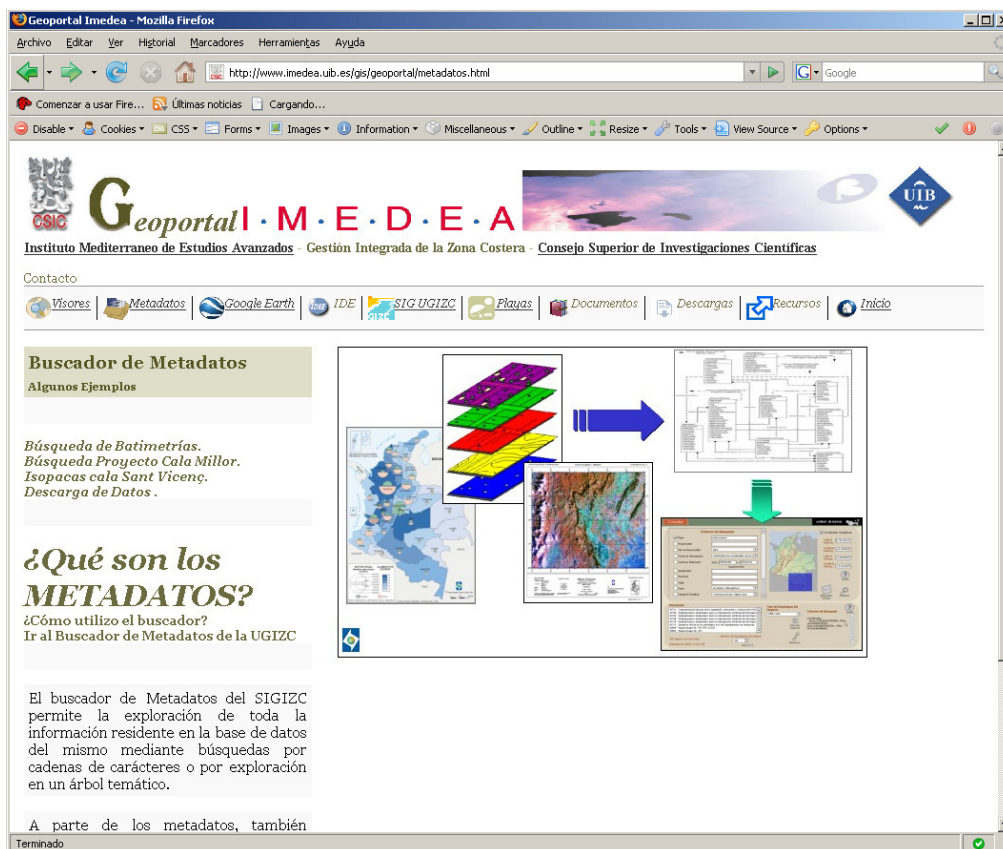 Geoportal Imedea - Mozilla Firefox
Archivo Editar Ver Historial Marcadores Herramientas Ayuda
http://www.imedea.uib.es/gis/geoportal/metadatos.html
G Google
Comenzar a usar Fire... Últimas noticias Cargando...
Disable Cookies CSS Forms Images Information Miscellaneous Outline Resize Tools View Source Options
CSIC
Geoportal I·M·E·D·E·A
UIB
Instituto Mediterraneo de Estudios Avanzados - Gestión Integrada de la Zona Costera - Consejo Superior de Investigaciones Científicas
Contacto
Visores | Metadatos | Google Earth | IDE | SIG UGIZC | Playas | Documentos | Descargas | Recursos | Inicio
Buscador de Metadatos
Algunos Ejemplos
Búsqueda de Batimetrías.
Búsqueda Proyecto Cala Millor.
Isopacas cala Sant Vicenç.
Descarga de Datos .
¿Qué son los
METADATOS?
¿Cómo utilizo el buscador?
Ir al Buscador de Metadatos de la UGIZC
El buscador de Metadatos del SIGIZC
permite la exploración de toda la
información residente en la base de datos
del mismo mediante búsquedas por
cadenas de carácteres o por exploración
en un árbol temático.
A parte de los metadatos, también
Terminado